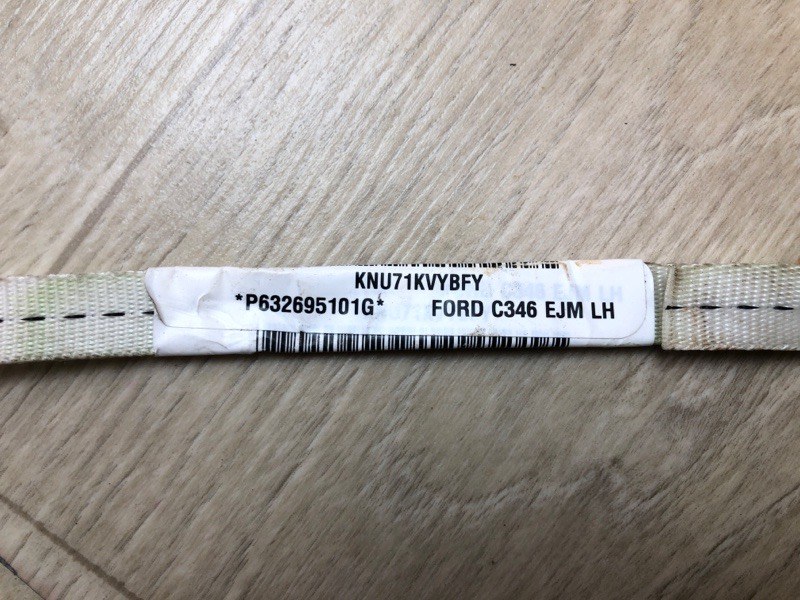 KNU71KVYBFY
*P632695101G* FORD C346 EJM LH